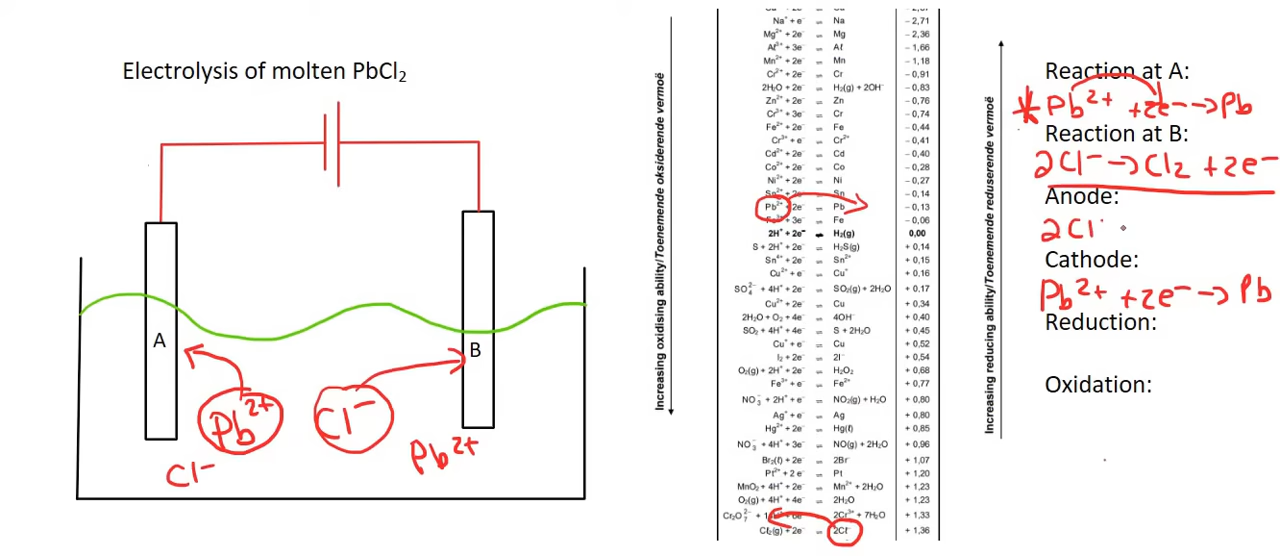 Electrolysis of molten PbCl₂
A
B
Pb²⁺
Cl⁻
Cl⁻
Pb²⁺
Increasing oxidising ability/Toenemende oksiderende vermoë
Na⁺ + e⁻ ⇌ Na − 2,71
Mg²⁺ + 2e⁻ ⇌ Mg − 2,36
Aℓ³⁺ + 3e⁻ ⇌ Aℓ − 1,66
Mn²⁺ + 2e⁻ ⇌ Mn − 1,18
Cr²⁺ + 2e⁻ ⇌ Cr − 0,91
2H₂O + 2e⁻ ⇌ H₂(g) + 2OH⁻ − 0,83
Zn²⁺ + 2e⁻ ⇌ Zn − 0,76
Cr³⁺ + 3e⁻ ⇌ Cr − 0,74
Fe²⁺ + 2e⁻ ⇌ Fe − 0,44
Cr³⁺ + e⁻ ⇌ Cr²⁺ − 0,41
Cd²⁺ + 2e⁻ ⇌ Cd − 0,40
Co²⁺ + 2e⁻ ⇌ Co − 0,28
Ni²⁺ + 2e⁻ ⇌ Ni − 0,27
Sn²⁺ + 2e⁻ ⇌ Sn − 0,14
Pb²⁺ + 2e⁻ ⇌ Pb − 0,13
Fe³⁺ + 3e⁻ ⇌ Fe − 0,06
2H⁺ + 2e⁻ ⇌ H₂(g) 0,00
S + 2H⁺ + 2e⁻ ⇌ H₂S(g) + 0,14
Sn⁴⁺ + 2e⁻ ⇌ Sn²⁺ + 0,15
Cu²⁺ + e⁻ ⇌ Cu⁺ + 0,16
SO₄²⁻ + 4H⁺ + 2e⁻ ⇌ SO₂(g) + 2H₂O + 0,17
Cu²⁺ + 2e⁻ ⇌ Cu + 0,34
2H₂O + O₂ + 4e⁻ ⇌ 4OH⁻ + 0,40
SO₂ + 4H⁺ + 4e⁻ ⇌ S + 2H₂O + 0,45
Cu⁺ + e⁻ ⇌ Cu + 0,52
I₂ + 2e⁻ ⇌ 2I⁻ + 0,54
O₂(g) + 2H⁺ + 2e⁻ ⇌ H₂O₂ + 0,68
Fe³⁺ + e⁻ ⇌ Fe²⁺ + 0,77
NO₃⁻ + 2H⁺ + e⁻ ⇌ NO₂(g) + H₂O + 0,80
Ag⁺ + e⁻ ⇌ Ag + 0,80
Hg²⁺ + 2e⁻ ⇌ Hg(ℓ) + 0,85
NO₃⁻ + 4H⁺ + 3e⁻ ⇌ NO(g) + 2H₂O + 0,96
Br₂(ℓ) + 2e⁻ ⇌ 2Br⁻ + 1,07
Pt²⁺ + 2 e⁻ ⇌ Pt + 1,20
MnO₂ + 4H⁺ + 2e⁻ ⇌ Mn²⁺ + 2H₂O + 1,23
O₂(g) + 4H⁺ + 4e⁻ ⇌ 2H₂O + 1,23
Cr₂O₇²⁻ + ⇌ 2Cr³⁺ + 7H₂O + 1,33
Cℓ₂(g) + 2e⁻ ⇌ 2Cℓ⁻ + 1,36
Increasing reducing ability/Toenemende reduserende vermoë
Reaction at A:
* Pb²⁺ + 2e⁻ → Pb
Reaction at B:
2Cl⁻ → Cl₂ + 2e⁻
Anode:
2Cl⁻
Cathode:
Pb²⁺ + 2e⁻ → Pb
Reduction:
Oxidation: